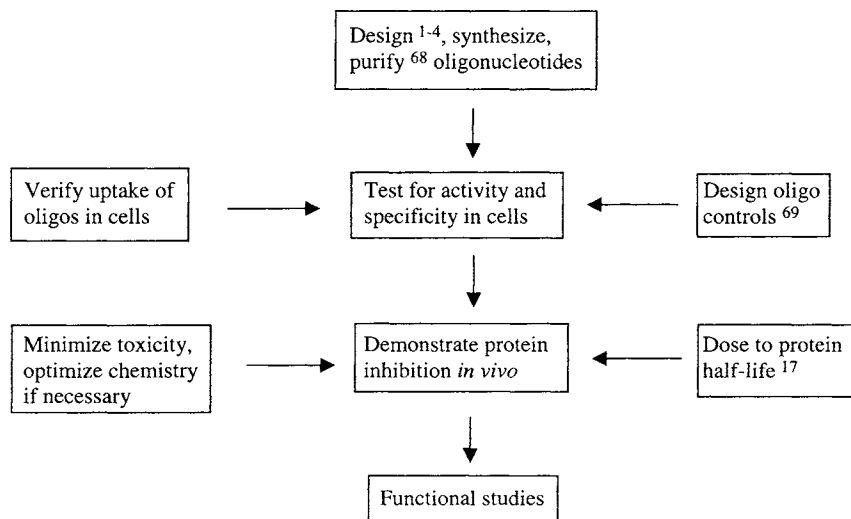 Design 1-4, synthesize,
purify 68 oligonucleotides
Verify uptake of
oligos in cells
Test for activity and
specificity in cells
Design oligo
controls 69
Minimize toxicity,
optimize chemistry
if necessary
Demonstrate protein
inhibition in vivo
Dose to protein
half-life 17
Functional studies